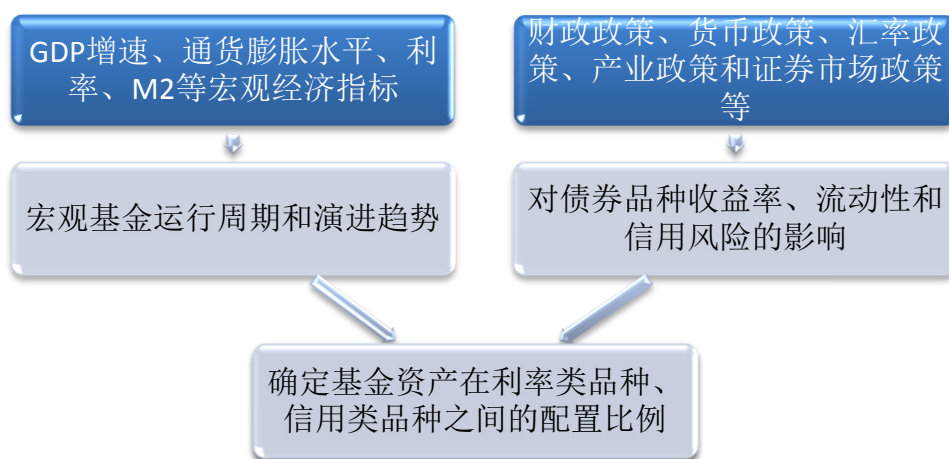 GDP增速、通货膨胀水平、利
率、M2等宏观经济指标
财政政策、货币政策、汇率政
策、产业政策和证券市场政策
等
宏观基金运行周期和演进趋势
对债券品种收益率、流动性和
信用风险的影响
确定基金资产在利率类品种、
信用类品种之间的配置比例